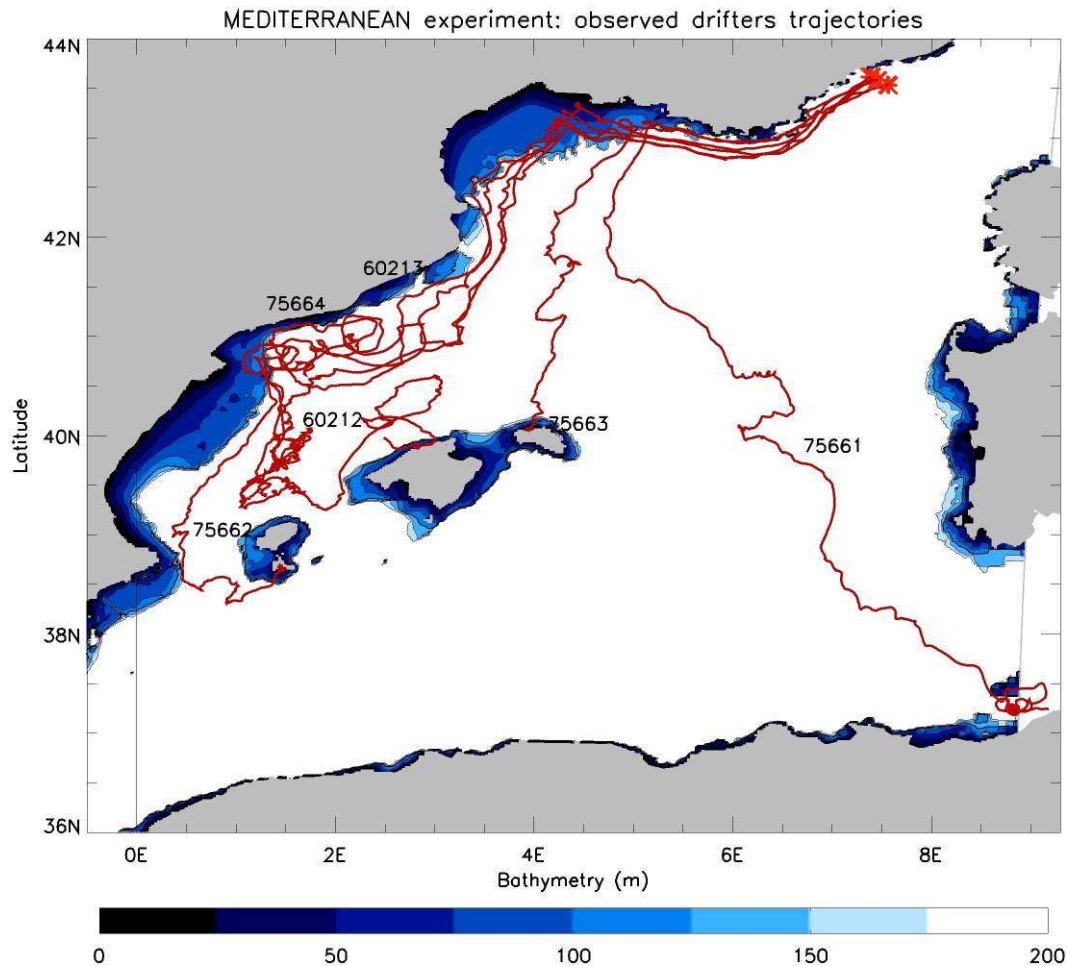 MEDITERRANEAN experiment: observed drifters trajectories
44N
42N
60213
75664
60212
75663
40N
75661
Latitude
75662
38N
36N
0E 2E 4E 6E 8E
Bathymetry (m)
0 50 100 150 200